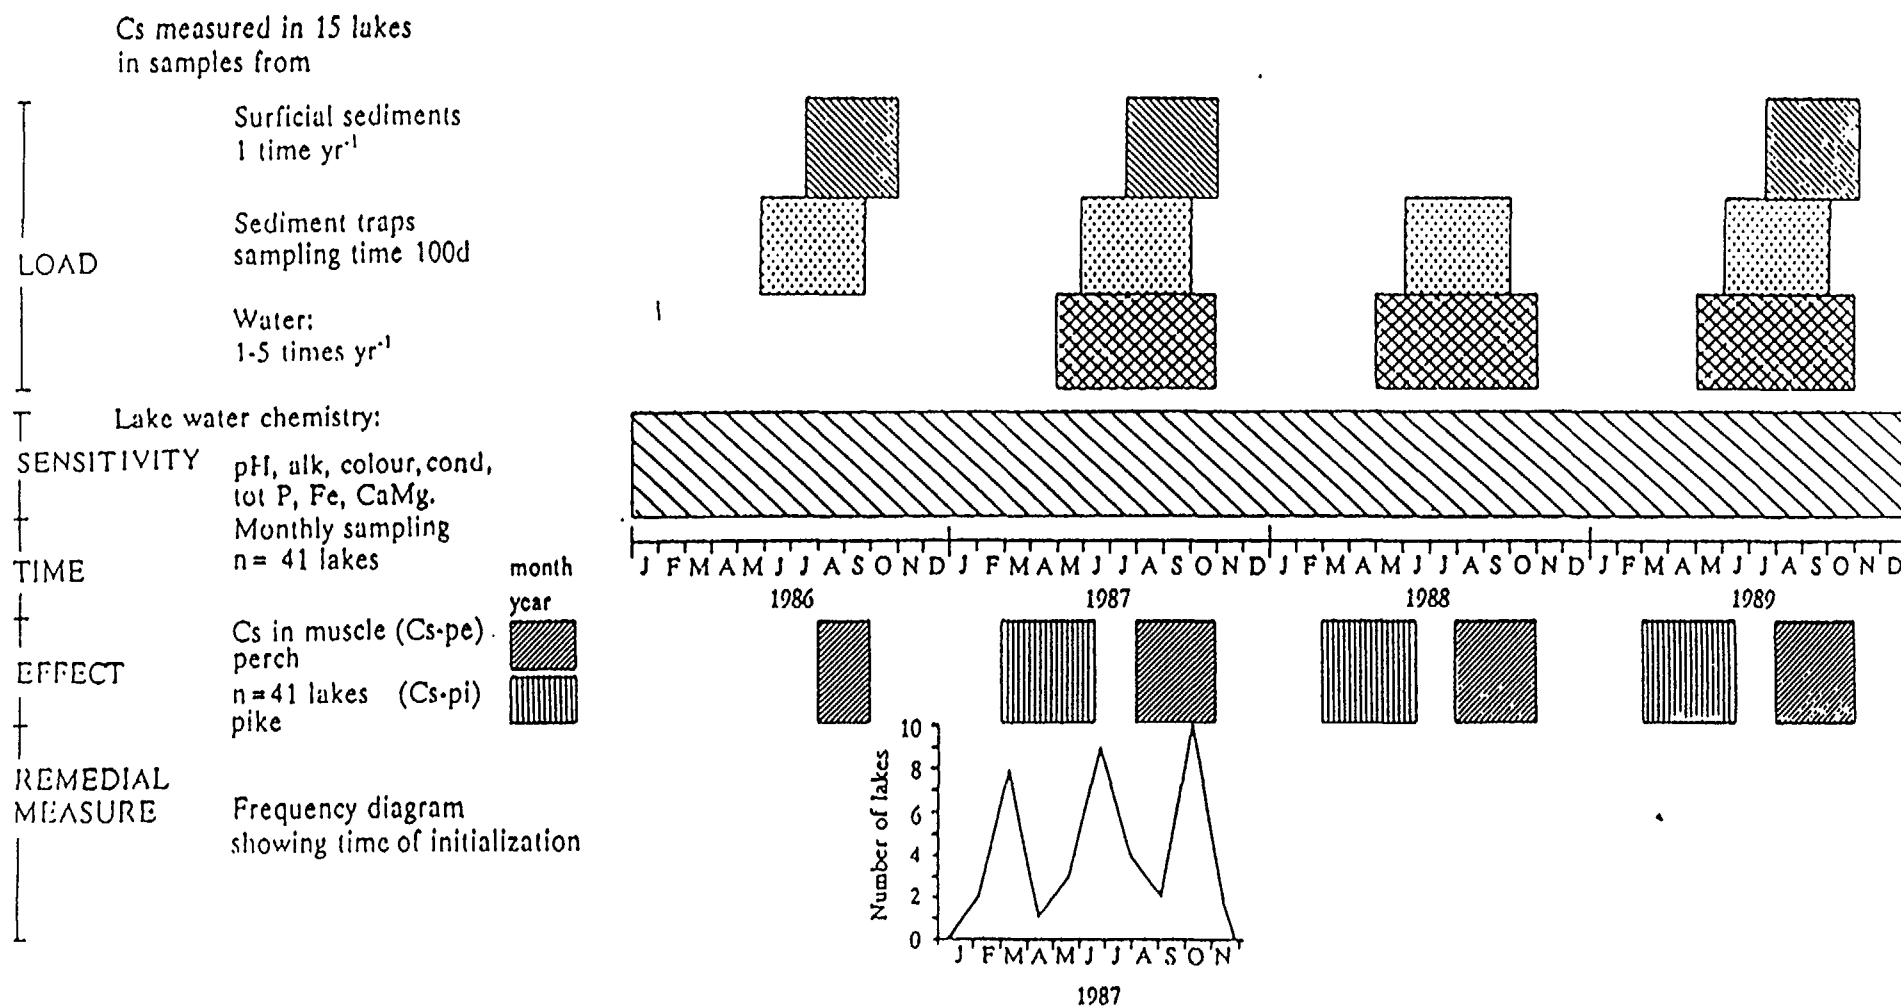 Cs measured in 15 lakes
in samples from
Surficial sediments
1 time yr⁻¹
LOAD
Sediment traps
sampling time 100d
Water:
1-5 times yr⁻¹
Lake water chemistry:
SENSITIVITY
pH, alk, colour, cond,
tot P, Fe, CaMg.
Monthly sampling
n= 41 lakes
TIME
month
J F M A M J J A S O N D J F M A M J J A S O N D J F M A M J J A S O N D J F M A M J J A S O N D
year
1986 1987 1988 1989
EFFECT
Cs in muscle (Cs-pe)
perch
n=41 lakes (Cs-pi)
pike
REMEDIAL
MEASURE
Frequency diagram
showing time of initialization
Number of lakes
10
8
6
4
2
0
J F M A M J J A S O N
1987